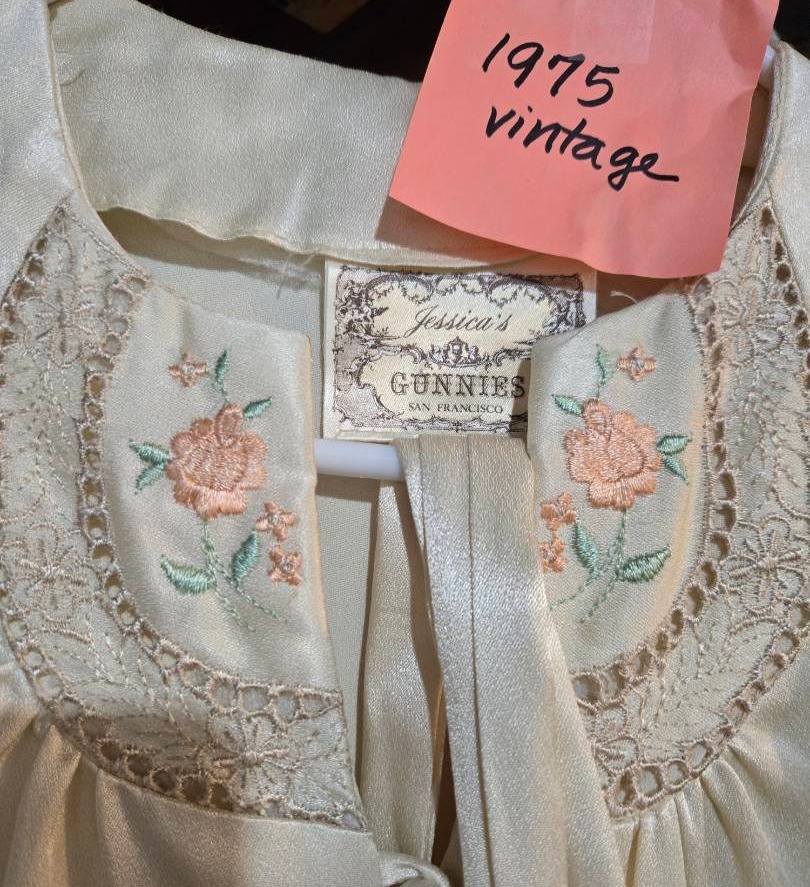 1975
vintage
Jessica's
GUNNIES
SAN FRANCISCO